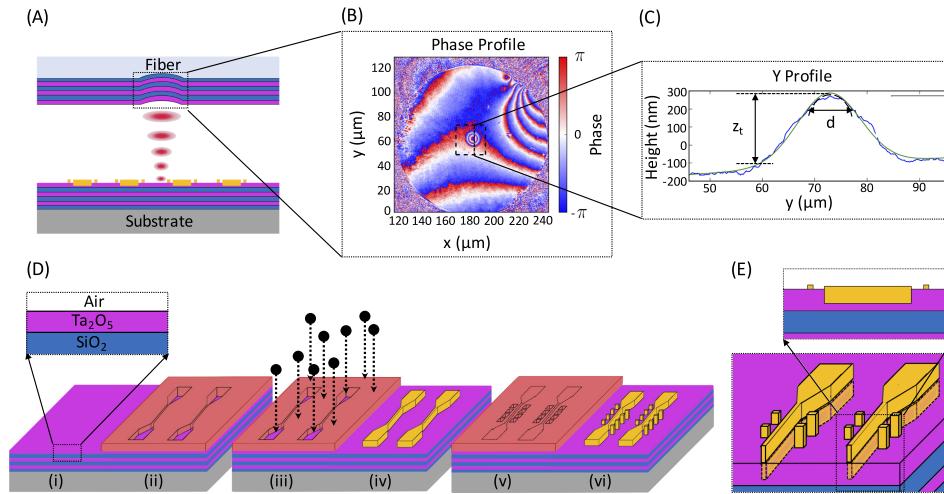 (A)
Fiber
Substrate
(B)
Phase Profile
120
100
80
60
40
20
0
y (μm)
120 140 160 180 200 220 240
x (μm)
π
0
-π
Phase
(C)
Y Profile
300
200
100
0
-100
-200
Height (nm)
zt
d
50 60 70 80 90
y (μm)
(D)
Air
Ta2O5
SiO2
(i) (ii) (iii) (iv) (v) (vi)
(E)